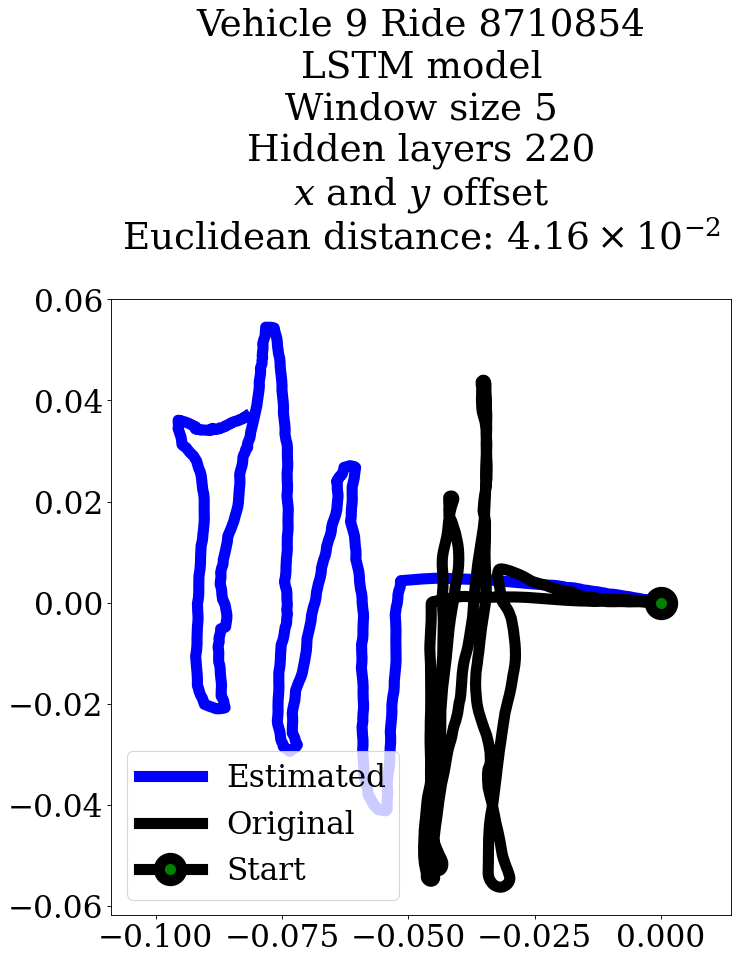 Vehicle 9 Ride 8710854
LSTM model
Window size 5
Hidden layers 220
x and y offset
Euclidean distance: 4.16 × 10⁻²
0.06
0.04
0.02
0.00
−0.02
−0.04
−0.06
Estimated
Original
Start
−0.100 −0.075 −0.050 −0.025 0.000